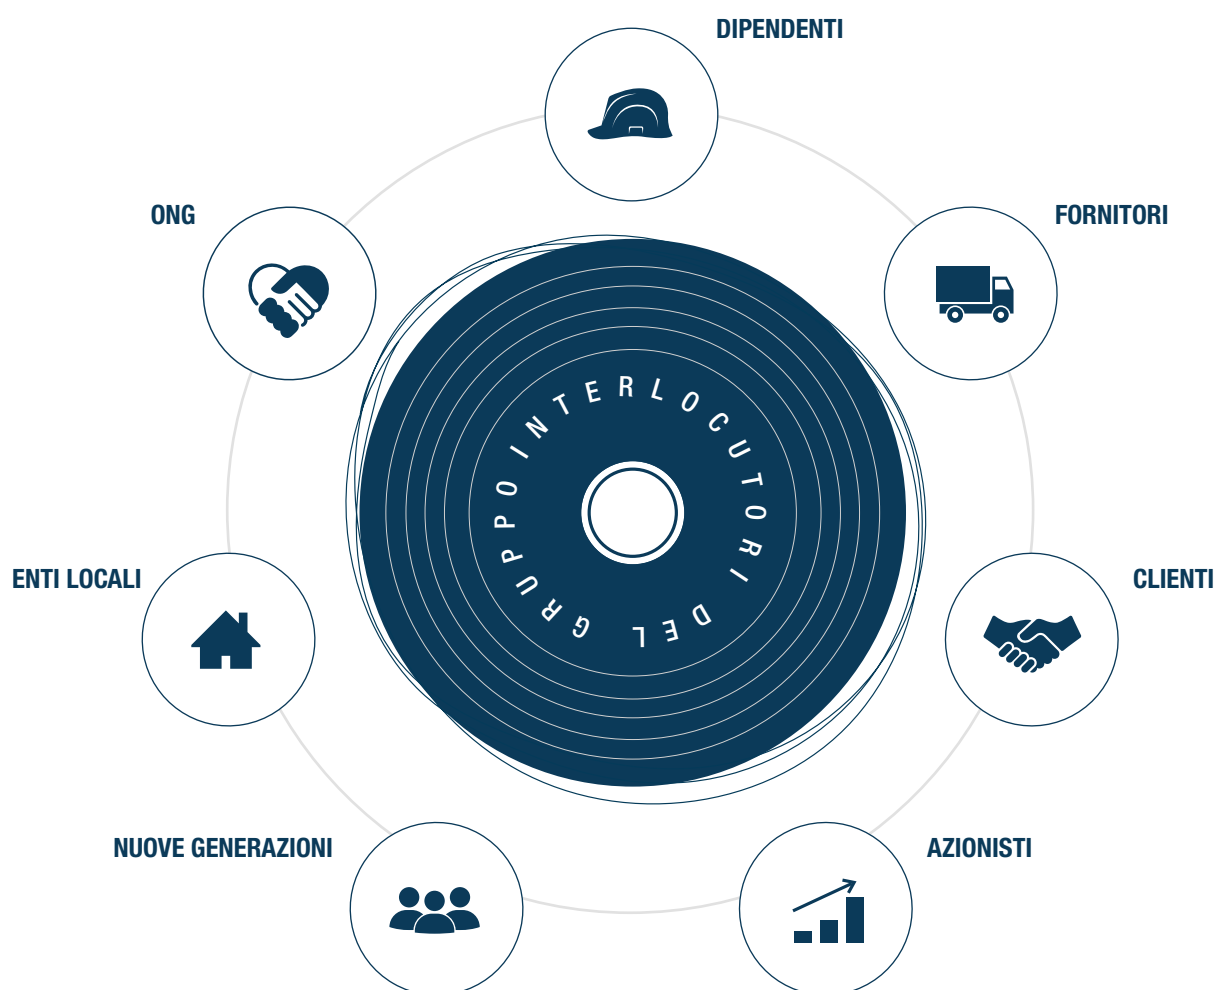 DIPENDENTI
ONG
FORNITORI
INTERLOCUTORI DEL GRUPPO
ENTI LOCALI
CLIENTI
NUOVE GENERAZIONI
AZIONISTI